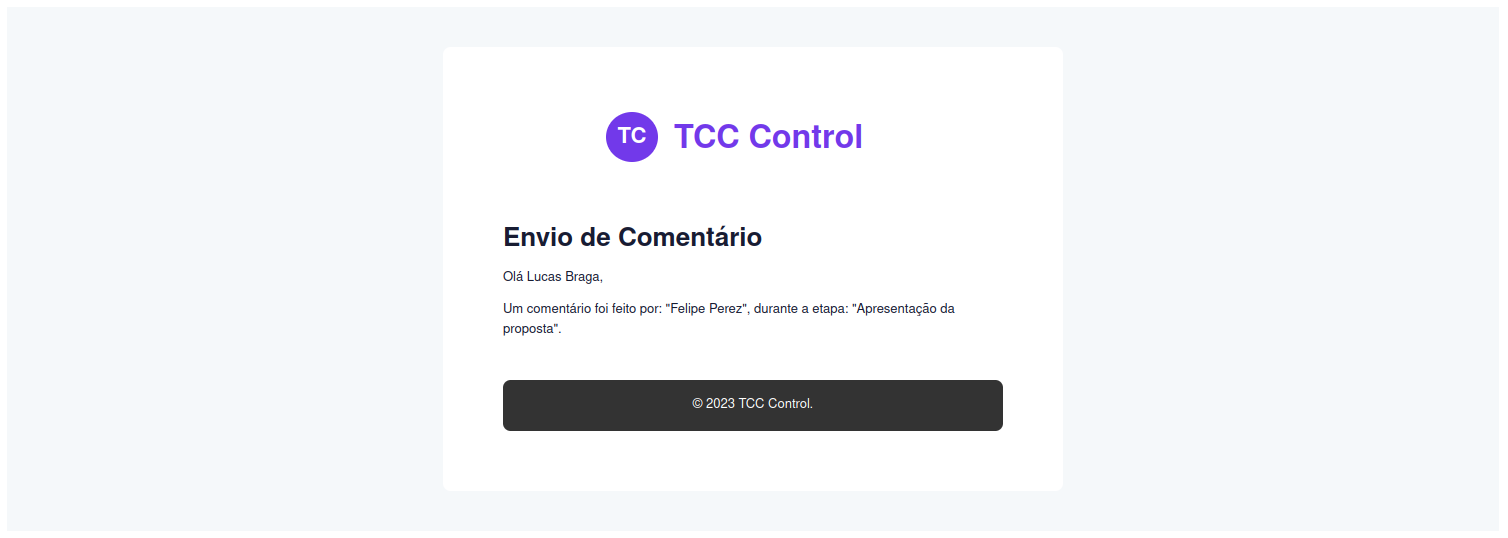 TC TCC Control
Envio de Comentário
Olá Lucas Braga,
Um comentário foi feito por: "Felipe Perez", durante a etapa: "Apresentação da
proposta".
© 2023 TCC Control.